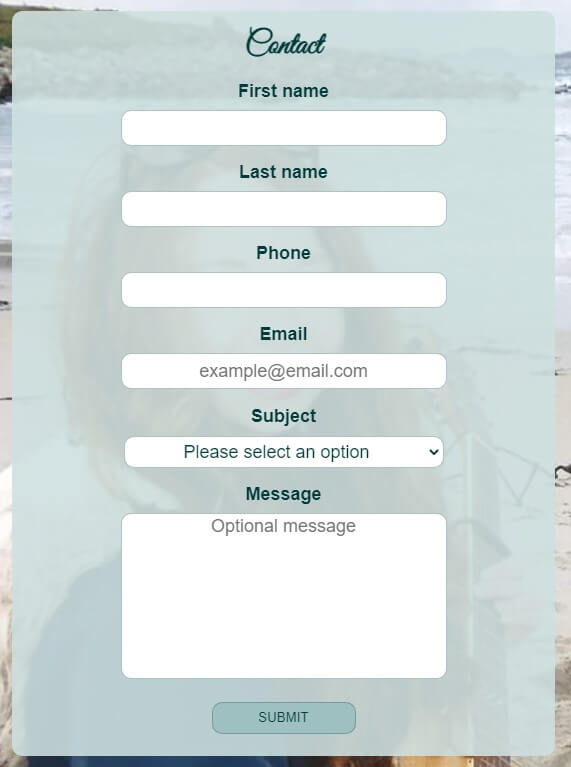 Contact
First name
Last name
Phone
Email
example@email.com
Subject
Please select an option
Message
Optional message
SUBMIT